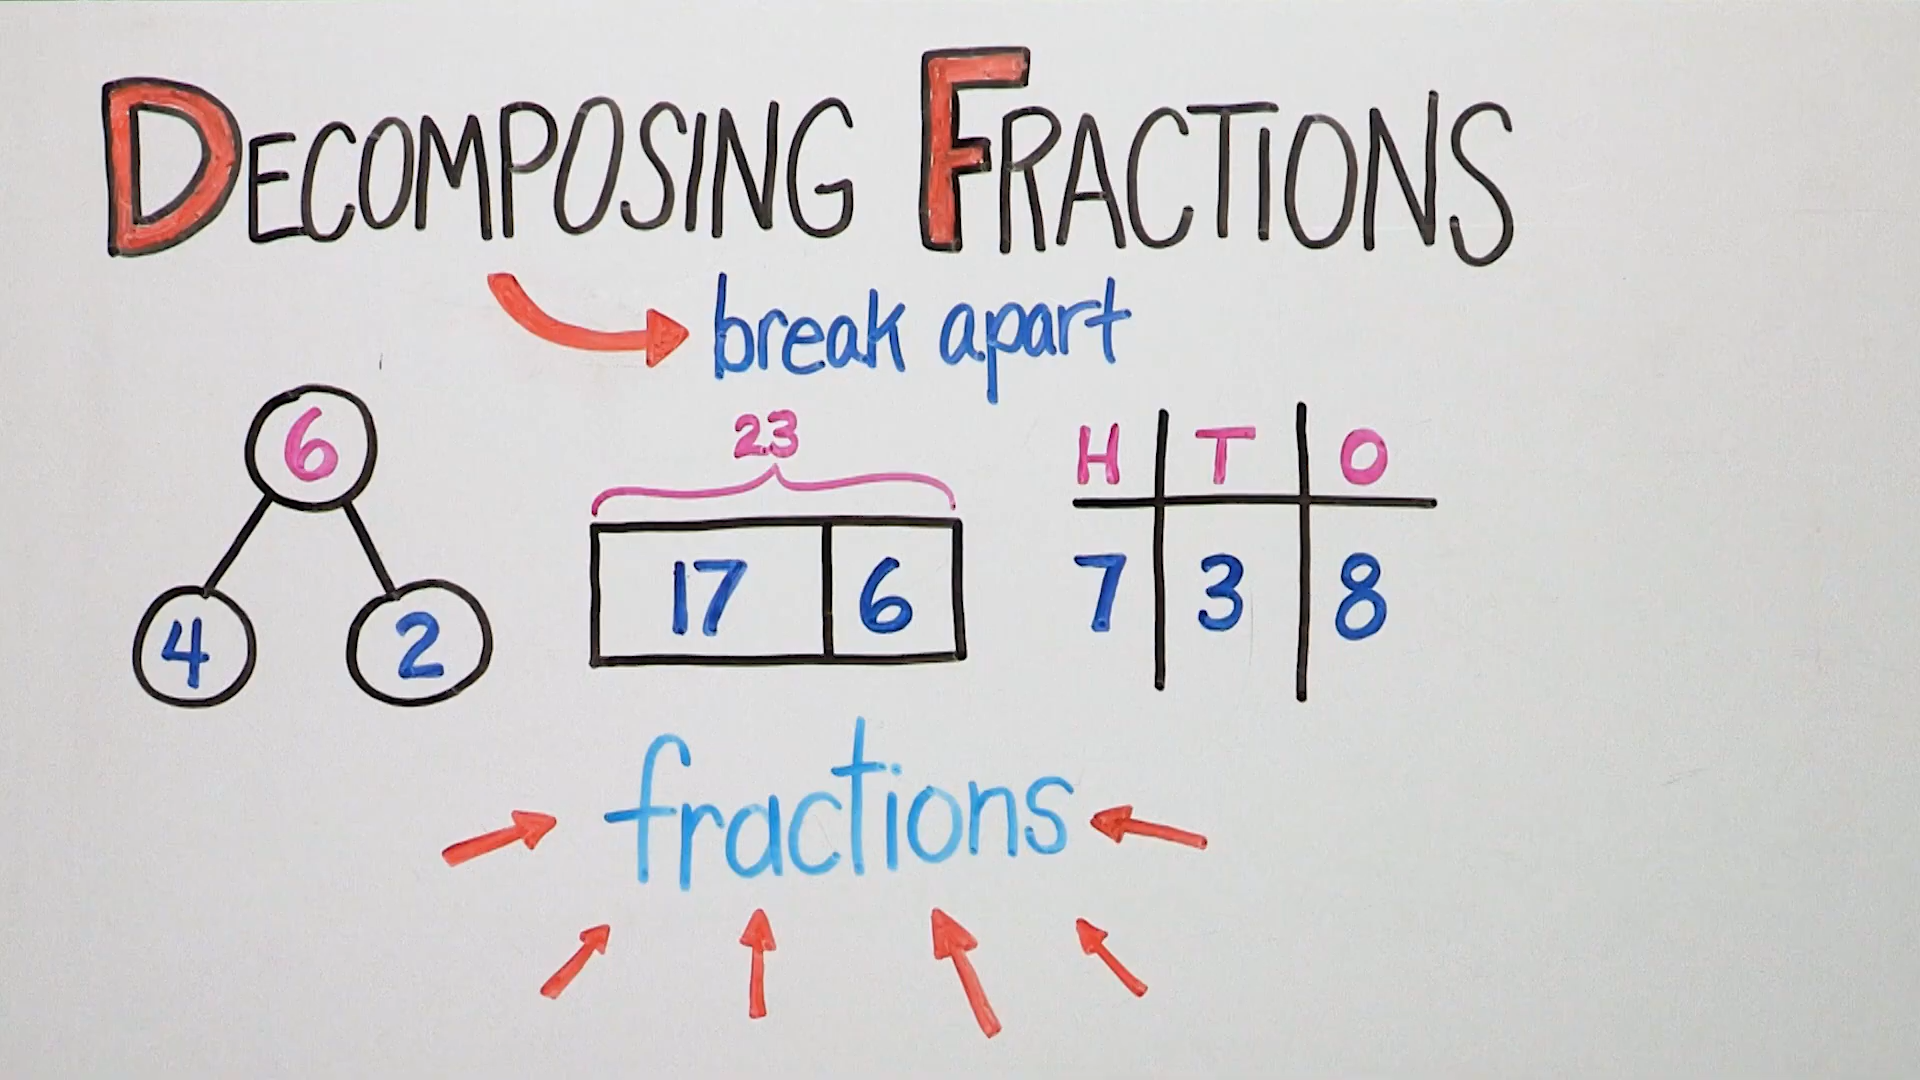 DECOMPOSING FRACTIONS
break apart
6
4 2
23
17 6
H T O
7 3 8
fractions